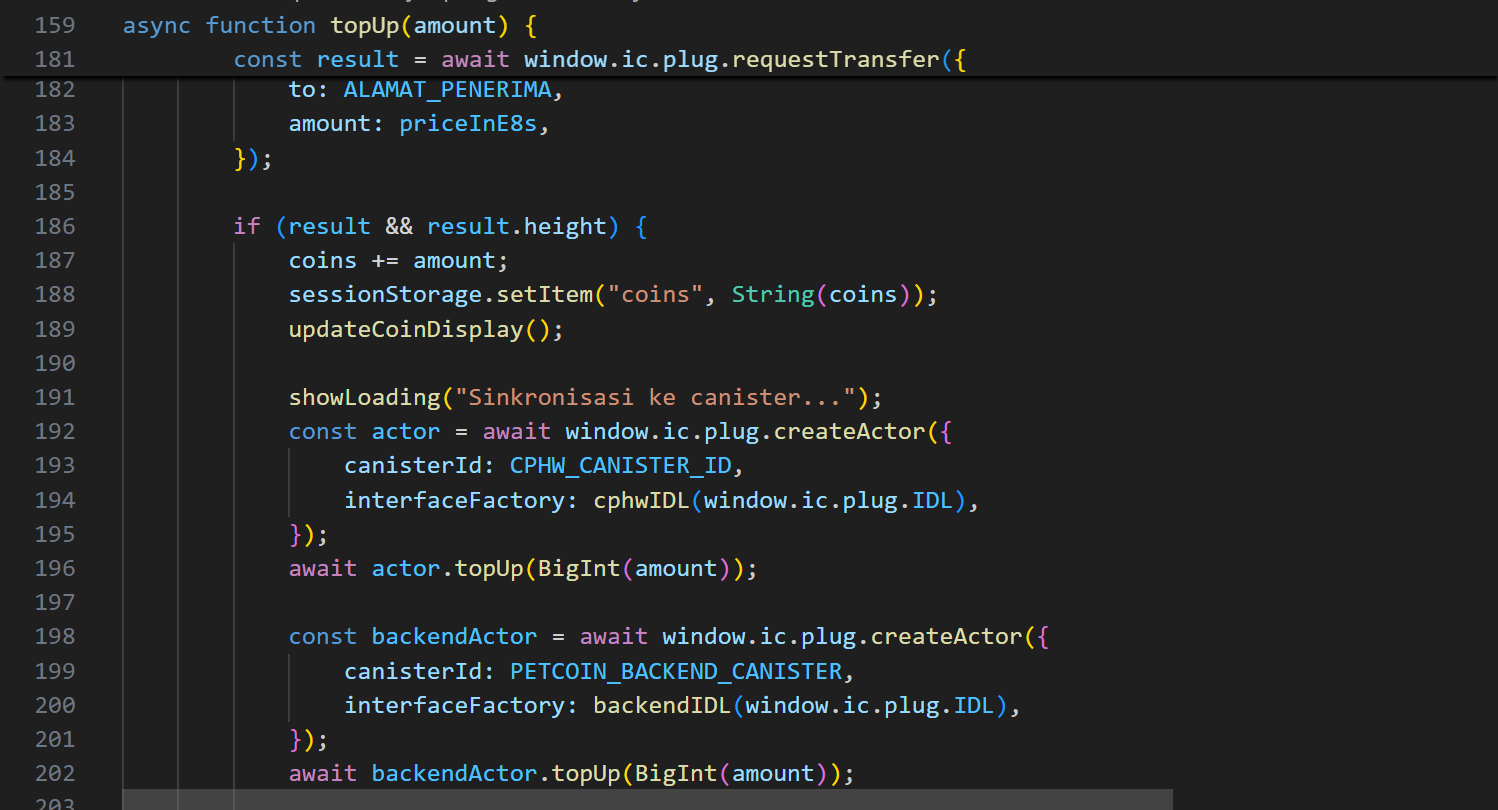 159 async function topUp(amount) {
181 const result = await window.ic.plug.requestTransfer({
182 to: ALAMAT_PENERIMA,
183 amount: priceInE8s,
184 });
185
186 if (result && result.height) {
187 coins += amount;
188 sessionStorage.setItem("coins", String(coins));
189 updateCoinDisplay();
190
191 showLoading("Sinkronisasi ke canister...");
192 const actor = await window.ic.plug.createActor({
193 canisterId: CPHW_CANISTER_ID,
194 interfaceFactory: cphwIDL(window.ic.plug.IDL),
195 });
196 await actor.topUp(BigInt(amount));
197
198 const backendActor = await window.ic.plug.createActor({
199 canisterId: PETCOIN_BACKEND_CANISTER,
200 interfaceFactory: backendIDL(window.ic.plug.IDL),
201 });
202 await backendActor.topUp(BigInt(amount));
203